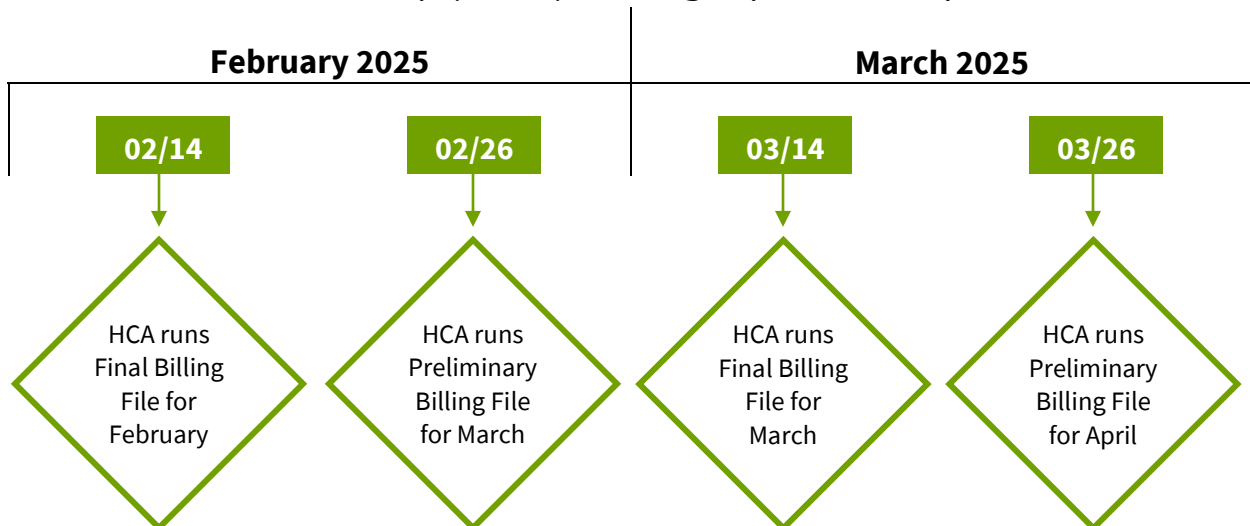 February 2025
March 2025
02/14
02/26
03/14
03/26
HCA runs
Final Billing
File for
February
HCA runs
Preliminary
Billing File
for March
HCA runs
Final Billing
File for
March
HCA runs
Preliminary
Billing File
for April